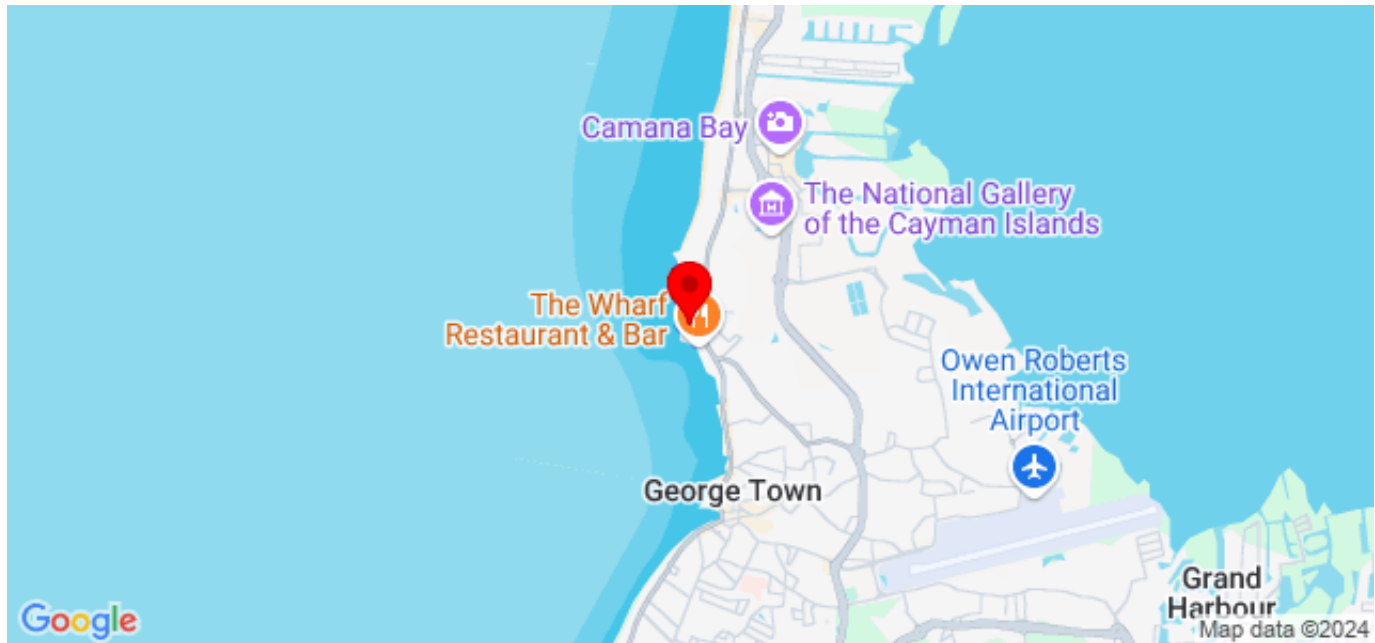 Camana Bay
The National Gallery
of the Cayman Islands
The Wharf
Restaurant & Bar
Owen Roberts
International
Airport
George Town
Grand
Harbour
Google
Map data ©2024